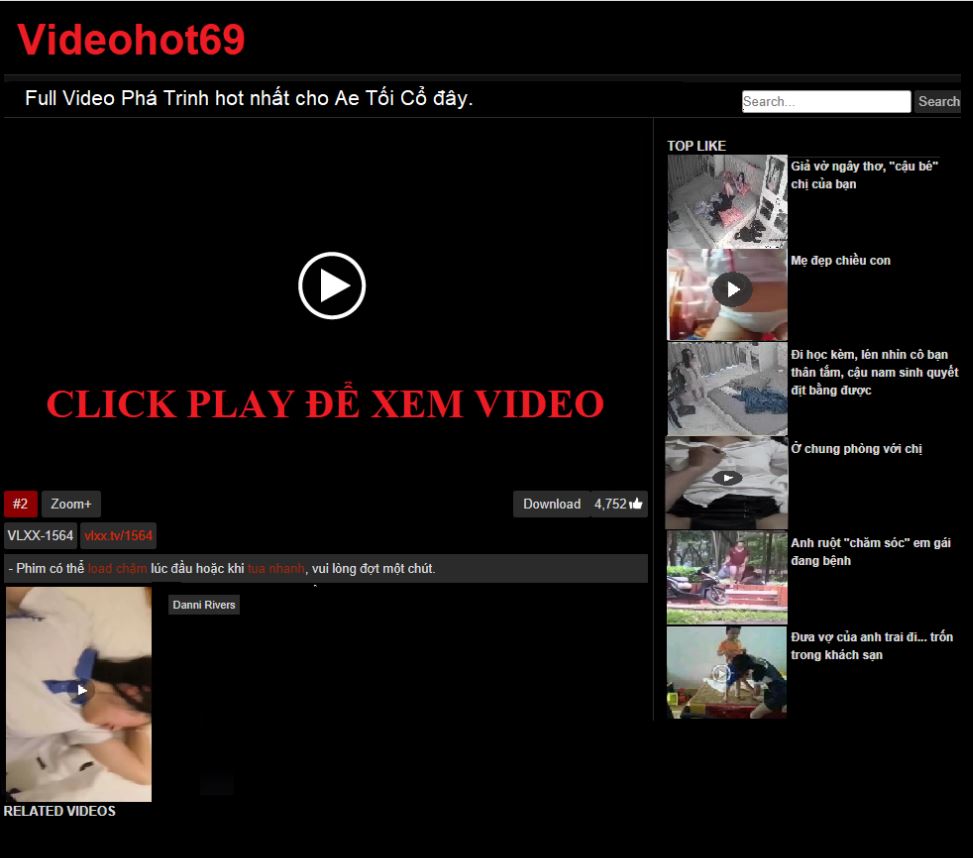 Videohot69
Full Video Phá Trinh hot nhất cho Ae Tối Cổ đây.
Search...
Search
CLICK PLAY ĐỂ XEM VIDEO
#2
Zoom+
Download
4,752
VLXX-1564
vlxx.tv/1564
- Phim có thể load chậm lúc đầu hoặc khi tua nhanh, vui lòng đợt một chút.
Danni Rivers
RELATED VIDEOS
TOP LIKE
Giả vờ ngây thơ, "cậu bé"
chị của bạn
Mẹ đẹp chiều con
Đi học kèm, lén nhìn cô bạn
thân tắm, cậu nam sinh quyết
địt bằng được
Ở chung phòng với chị
Anh ruột "chăm sóc" em gái
đang bệnh
Đưa vợ của anh trai đi... trốn
trong khách sạn